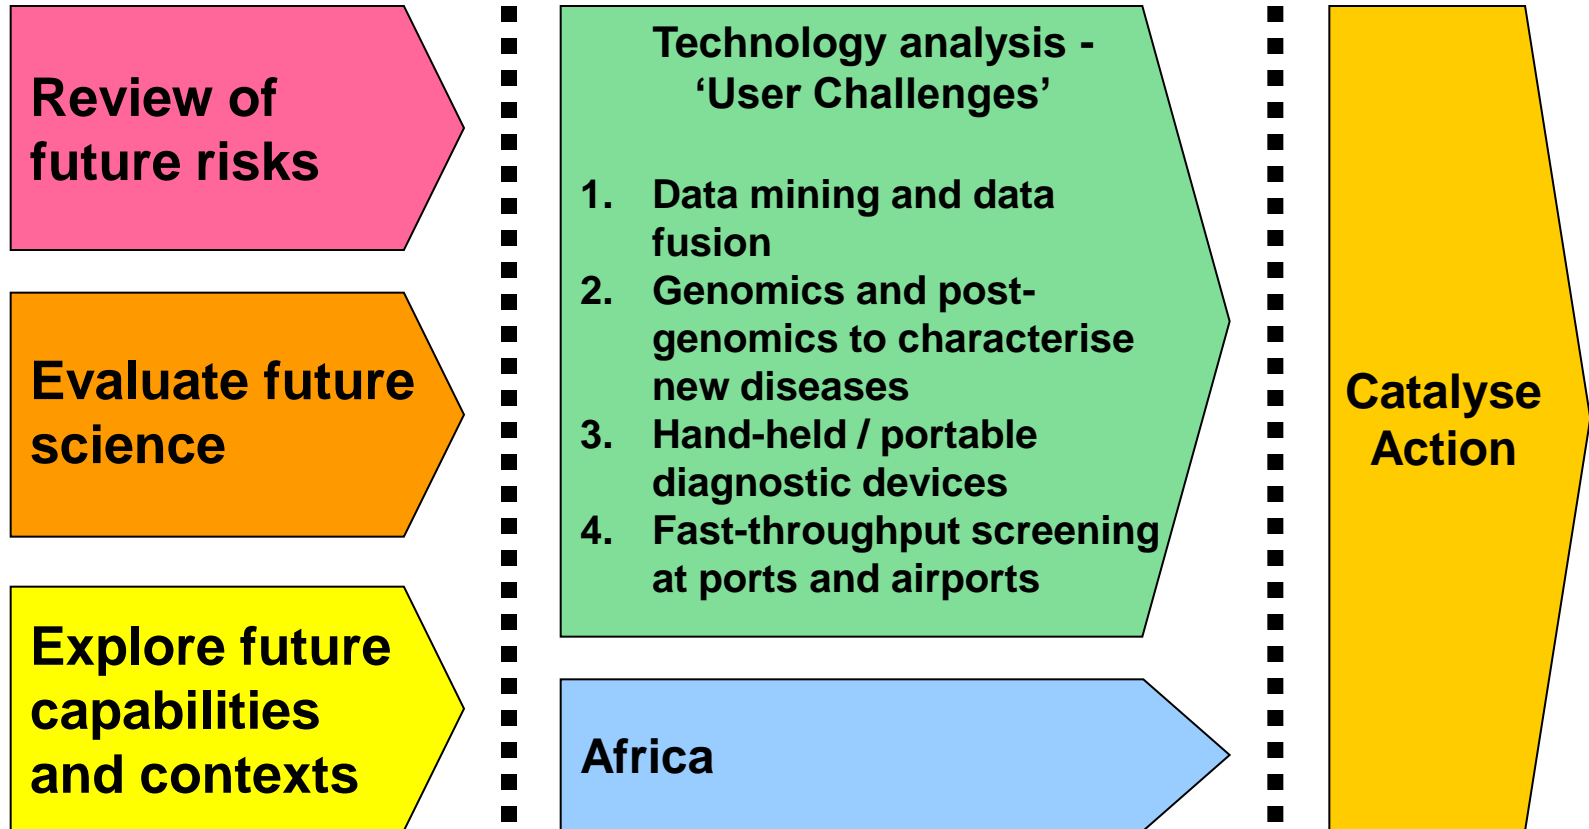 Review of
future risks
Evaluate future
science
Explore future
capabilities
and contexts
Technology analysis -
‘User Challenges’
1. Data mining and data
fusion
2. Genomics and post-
genomics to characterise
new diseases
3. Hand-held / portable
diagnostic devices
4. Fast-throughput screening
at ports and airports
Africa
Catalyse
Action